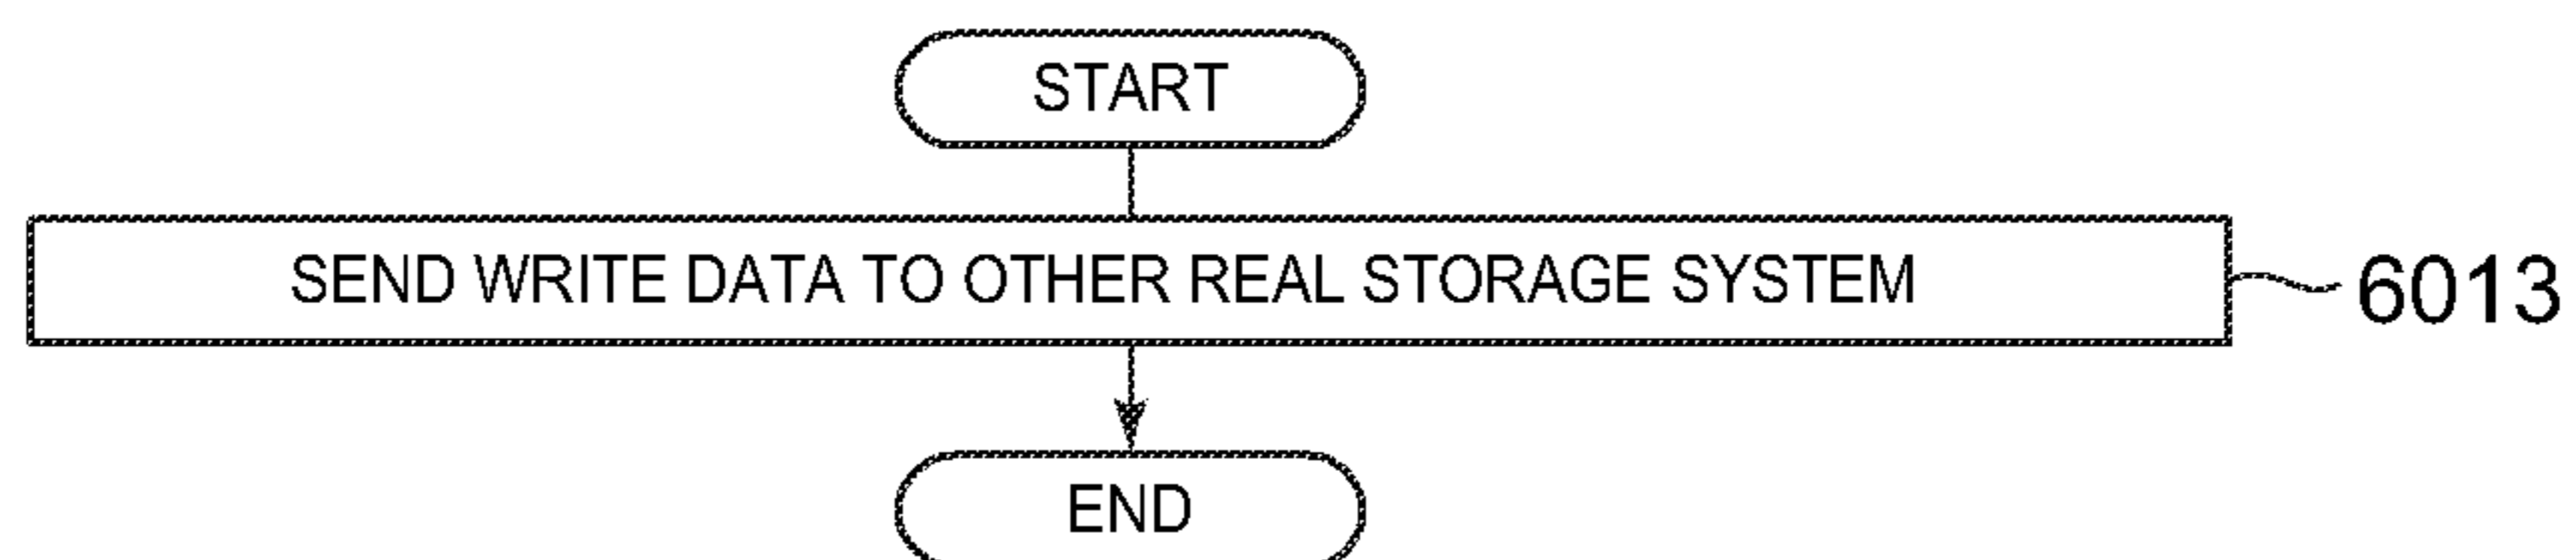 START
SEND WRITE DATA TO OTHER REAL STORAGE SYSTEM
6013
END